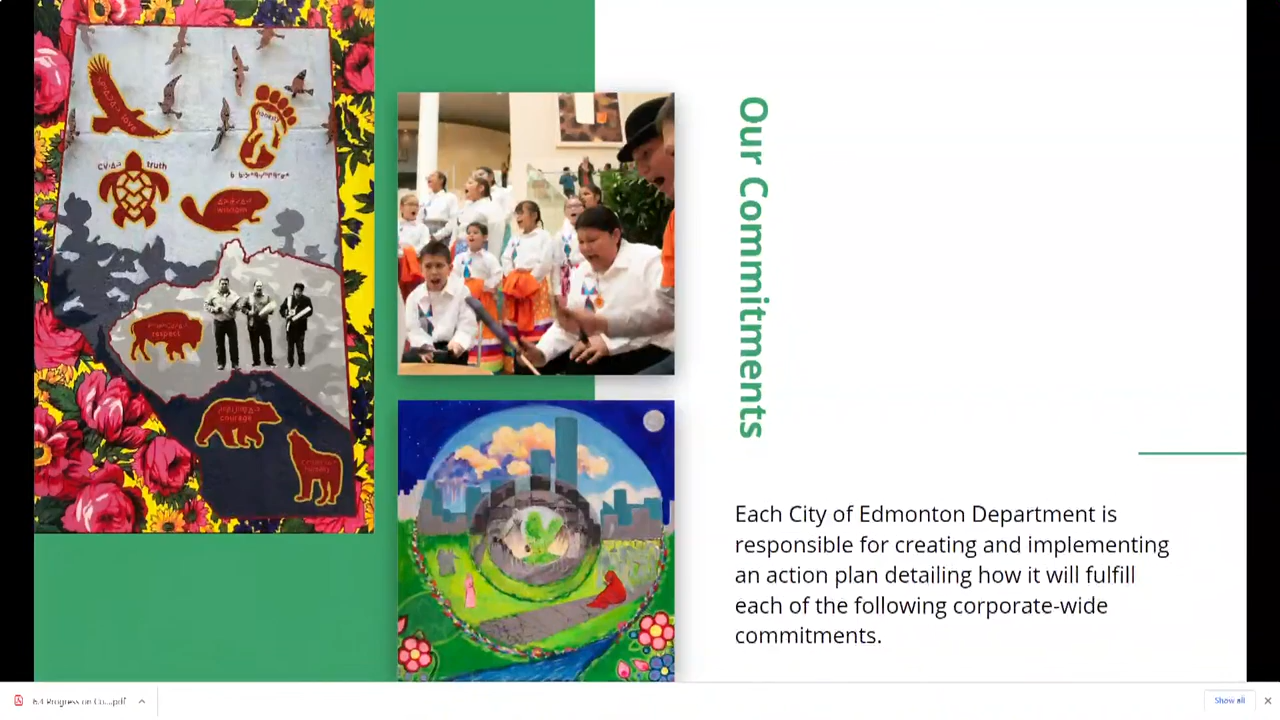 love
truth
wisdom
respect
courage
Our Commitments
Each City of Edmonton Department is
responsible for creating and implementing
an action plan detailing how it will fulfill
each of the following corporate-wide
commitments.
Show all